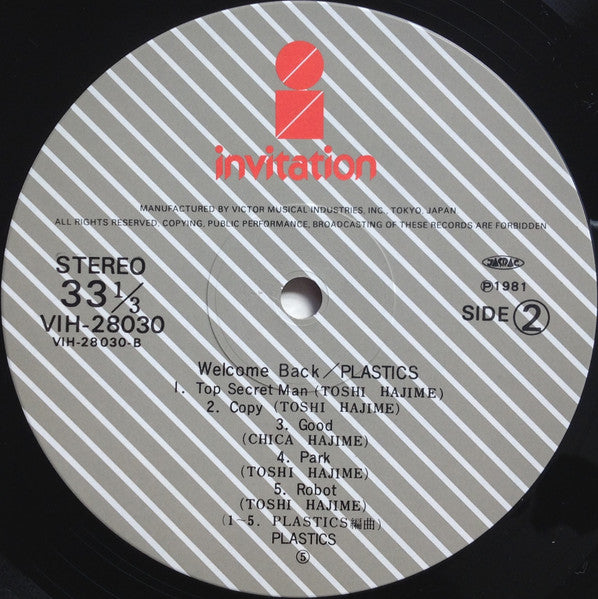 invitation
MANUFACTURED BY VICTOR MUSICAL INDUSTRIES, INC., TOKYO, JAPAN
ALL RIGHTS RESERVED, COPYING, PUBLIC PERFORMANCE, BROADCASTING OF THESE RECORDS ARE FORBIDDEN
STEREO
33 1/3
VIH-28030
VIH-28030-B
JASRAC
Ⓟ1981
SIDE ②
Welcome Back／PLASTICS
1. Top Secret Man (TOSHI HAJIME)
2. Copy (TOSHI HAJIME)
3. Good
(CHICA HAJIME)
4. Park
(TOSHI HAJIME)
5. Robot
(TOSHI HAJIME)
(1~5. PLASTICS編曲)
PLASTICS
⑤